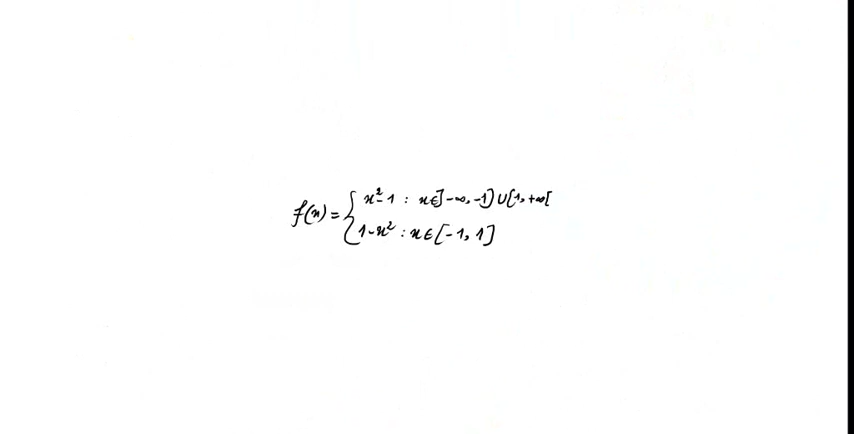 f(x) = { x² - 1 : x ∈ ]-∞, -1] ∪ [1, +∞[
1 - x² : x ∈ [-1, 1]